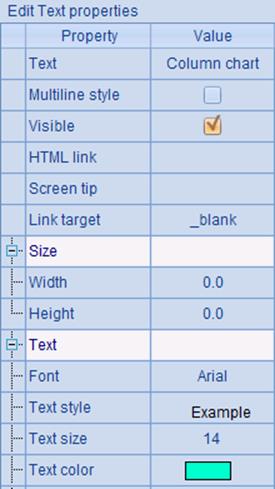 Edit Text properties
Property Value
Text Column chart
Multiline style
Visible
HTML link
Screen tip
Link target _blank
Size
Width 0.0
Height 0.0
Text
Font Arial
Text style Example
Text size 14
Text color